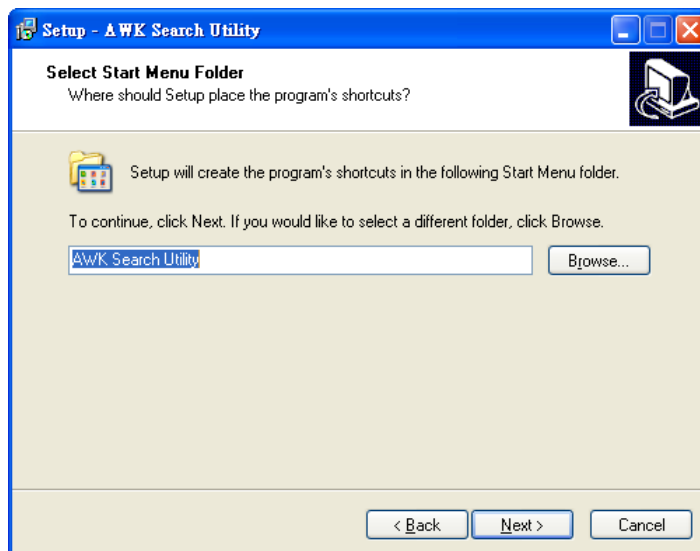 Setup - AWK Search Utility
Select Start Menu Folder
Where should Setup place the program's shortcuts?
Setup will create the program's shortcuts in the following Start Menu folder.
To continue, click Next. If you would like to select a different folder, click Browse.
AWK Search Utility
Browse...
< Back
Next >
Cancel